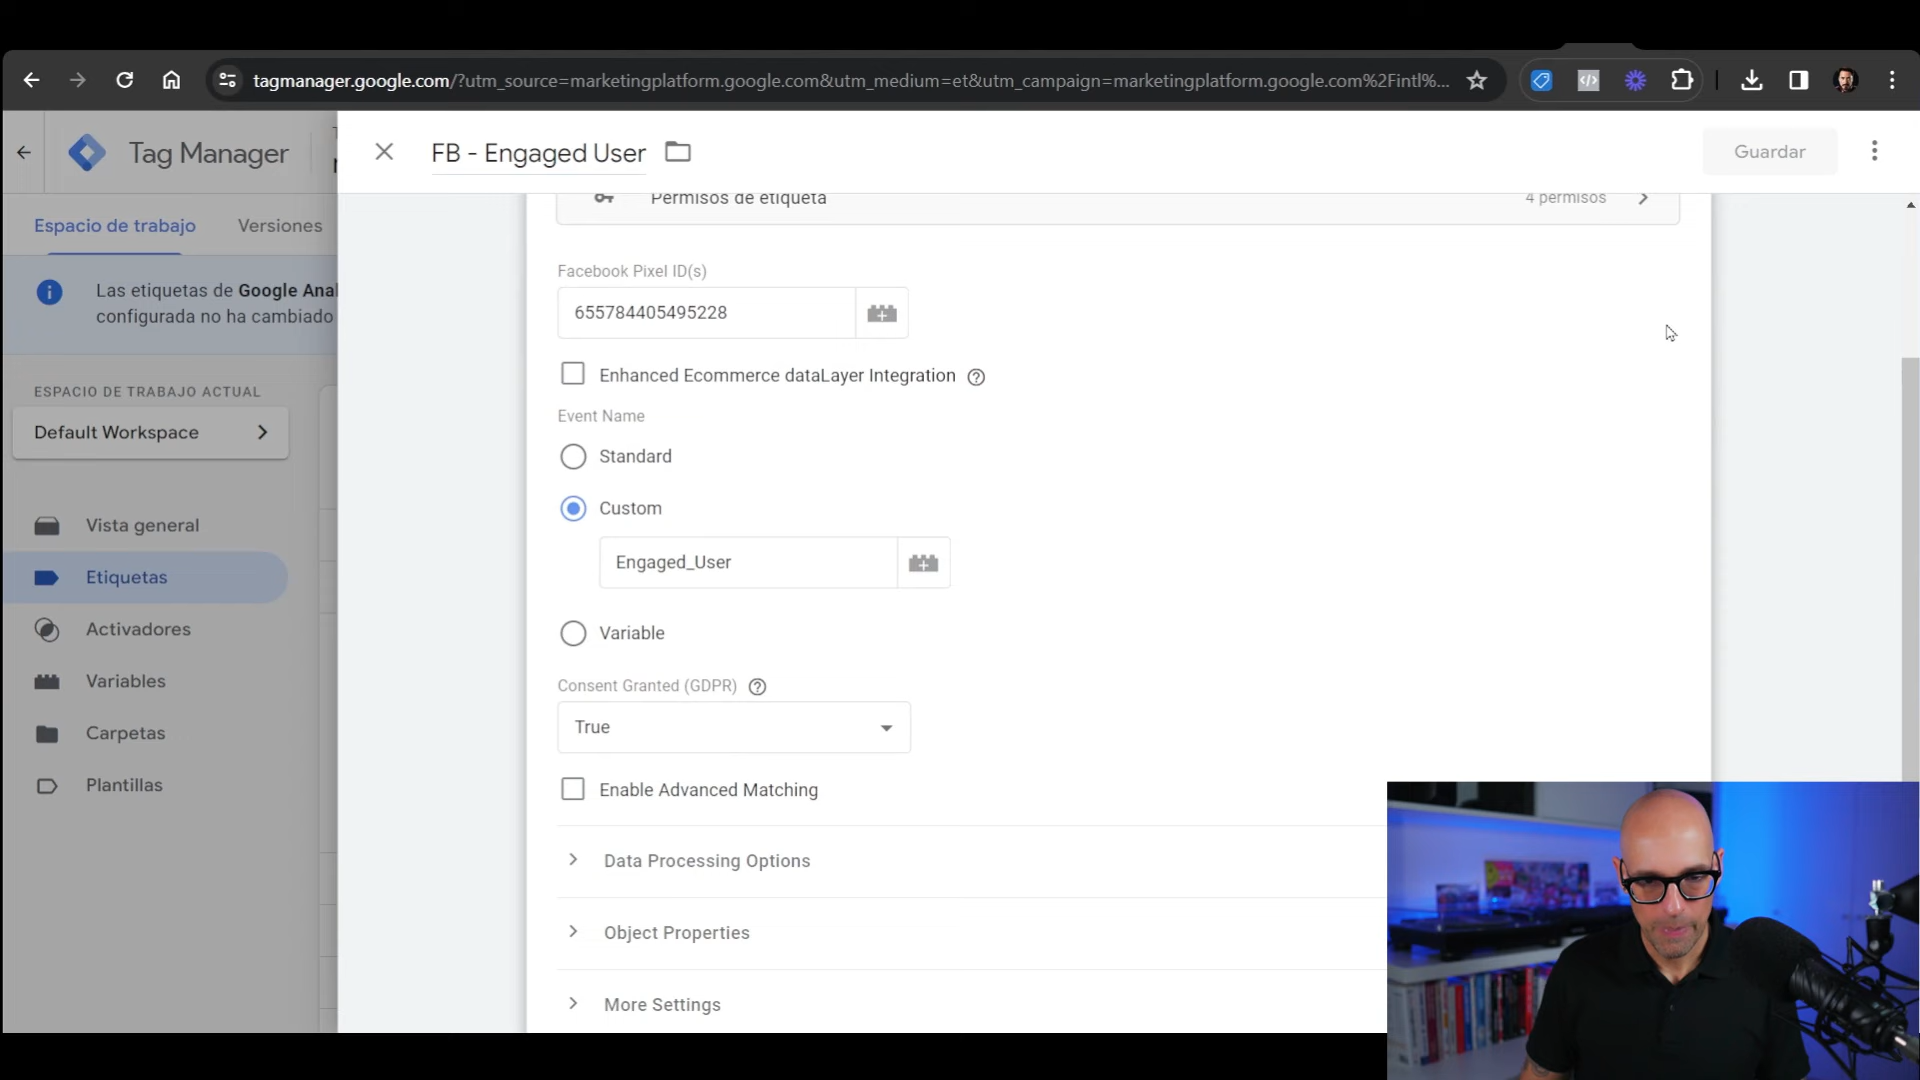 tagmanager.google.com/?utm_source=marketingplatform.google.com&utm_medium=et&utm_campaign=marketingplatform.google.com%2Fintl%...
Tag Manager
FB - Engaged User
Guardar
Espacio de trabajo
Versiones
Las etiquetas de Google Anal
configurada no ha cambiado
ESPACIO DE TRABAJO ACTUAL
Default Workspace
Vista general
Etiquetas
Activadores
Variables
Carpetas
Plantillas
Permisos de etiqueta
4 permisos
Facebook Pixel ID(s)
655784405495228
Enhanced Ecommerce dataLayer Integration
Event Name
Standard
Custom
Engaged_User
Variable
Consent Granted (GDPR)
True
Enable Advanced Matching
Data Processing Options
Object Properties
More Settings